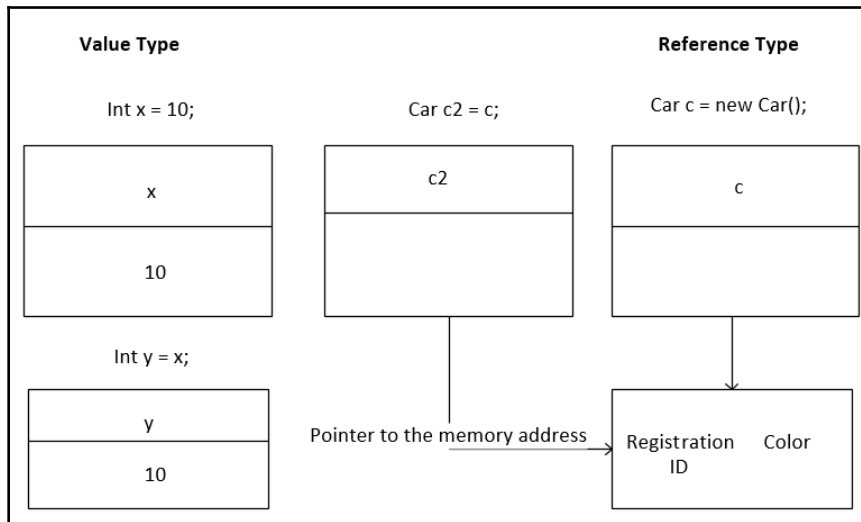 Value Type
Reference Type
Int x = 10;
Car c2 = c;
Car c = new Car();
x
c2
c
10
Int y = x;
y
10
Pointer to the memory address
Registration
ID
Color